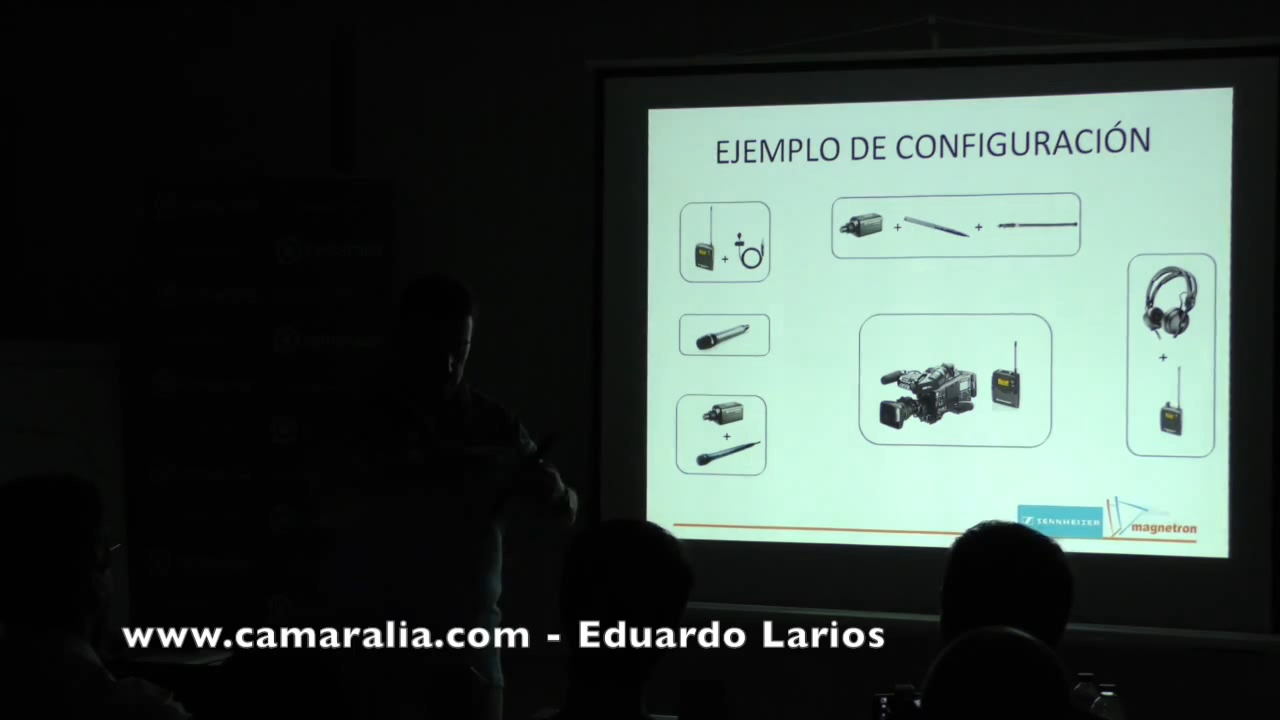 EJEMPLO DE CONFIGURACIÓN
+
+ +
+
+
SENNHEISER
magnetron
www.camaralia.com - Eduardo Larios